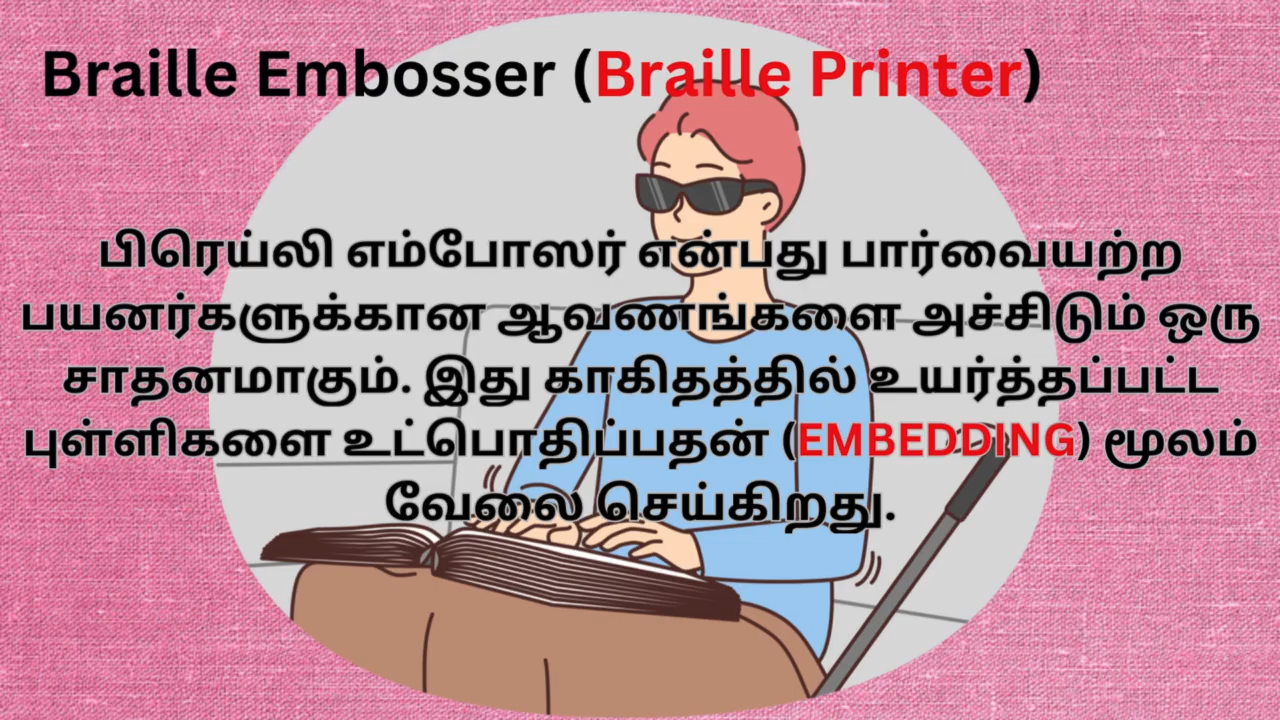 Braille Embosser (Braille Printer)
பிரெய்லி எம்போஸர் என்பது பார்வையற்ற
பயனர்களுக்கான ஆவணங்களை அச்சிடும் ஒரு
சாதனமாகும். இது காகிதத்தில் உயர்த்தப்பட்ட
புள்ளிகளை உட்பொதிப்பதன் (EMBEDDING) மூலம்
வேலை செய்கிறது.